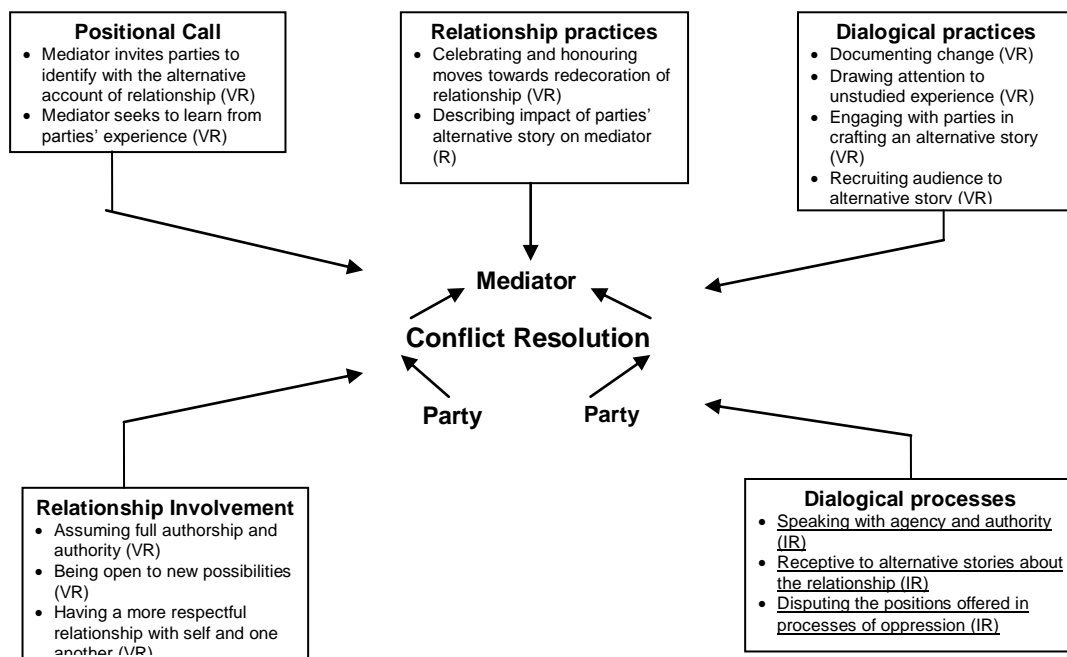 Positional Call
• Mediator invites parties to
identify with the alternative
account of relationship (VR)
• Mediator seeks to learn from
parties' experience (VR)
Relationship practices
• Celebrating and honouring
moves towards redecoration of
relationship (VR)
• Describing impact of parties'
alternative story on mediator
(R)
Dialogical practices
• Documenting change (VR)
• Drawing attention to
unstudied experience (VR)
• Engaging with parties in
crafting an alternative story
(VR)
• Recruiting audience to
alternative story (VR)
Mediator
Conflict Resolution
Party Party
Relationship Involvement
• Assuming full authorship and
authority (VR)
• Being open to new possibilities
(VR)
• Having a more respectful
relationship with self and one
another (VR)
Dialogical processes
• Speaking with agency and authority
(IR)
• Receptive to alternative stories about
the relationship (IR)
• Disputing the positions offered in
processes of oppression (IR)